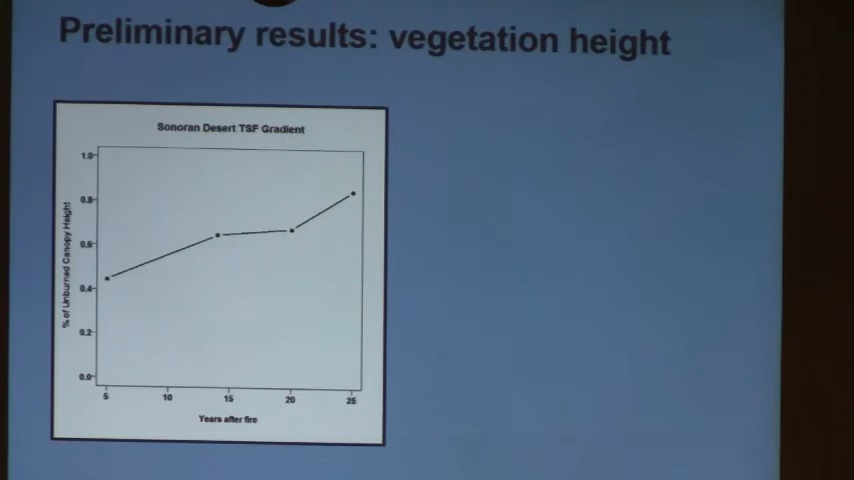 Preliminary results: vegetation height
Sonoran Desert TSF Gradient
1.0
0.8
0.6
0.4
0.2
0.0
% of Unburned Canopy Height
5 10 15 20 25
Years after fire